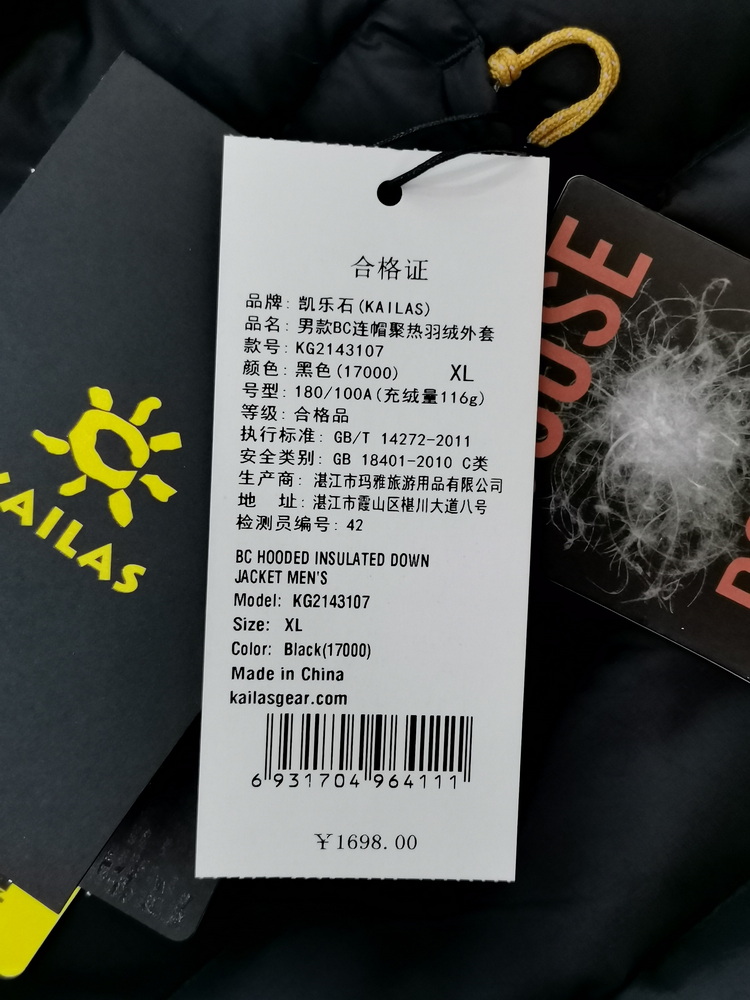 合格证
品牌: 凯乐石(KAILAS)
品名: 男款BC连帽聚热羽绒外套
款号: KG2143107
颜色: 黑色(17000) XL
号型: 180/100A(充绒量116g)
等级: 合格品
执行标准: GB/T 14272-2011
安全类别: GB 18401-2010 C类
生产商: 湛江市玛雅旅游用品有限公司
地 址: 湛江市霞山区椹川大道八号
检测员编号: 42
BC HOODED INSULATED DOWN
JACKET MEN'S
Model: KG2143107
Size: XL
Color: Black(17000)
Made in China
kailasgear.com
6 931704 964111
¥1698.00
KAILAS